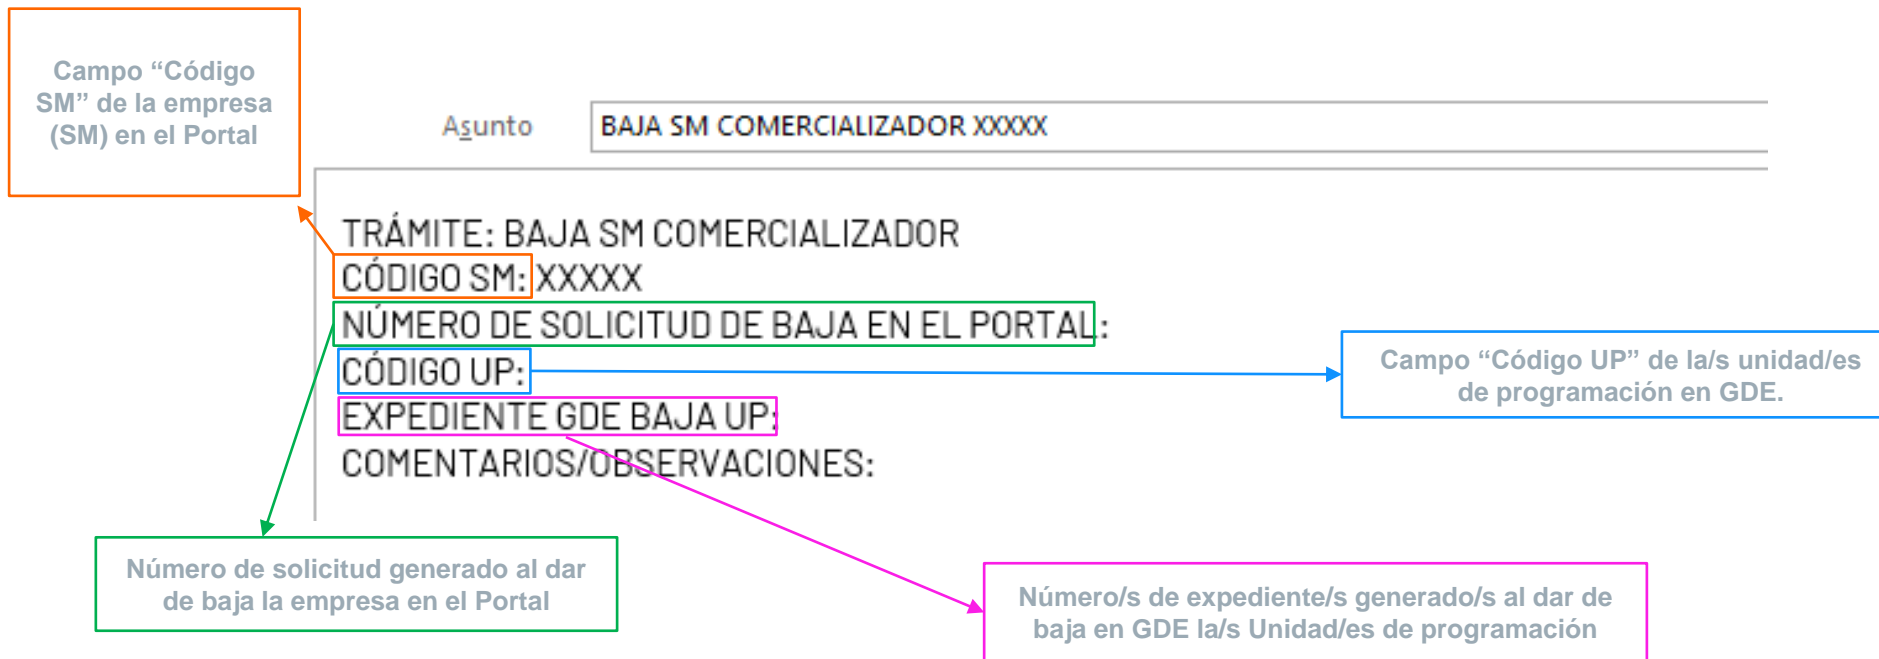 Campo “Código
SM” de la empresa
(SM) en el Portal
Asunto
BAJA SM COMERCIALIZADOR XXXXX
TRÁMITE: BAJA SM COMERCIALIZADOR
CÓDIGO SM: XXXXX
NÚMERO DE SOLICITUD DE BAJA EN EL PORTAL:
CÓDIGO UP:
EXPEDIENTE GDE BAJA UP:
COMENTARIOS/OBSERVACIONES:
Campo “Código UP” de la/s unidad/es
de programación en GDE.
Número de solicitud generado al dar
de baja la empresa en el Portal
Número/s de expediente/s generado/s al dar de
baja en GDE la/s Unidad/es de programación